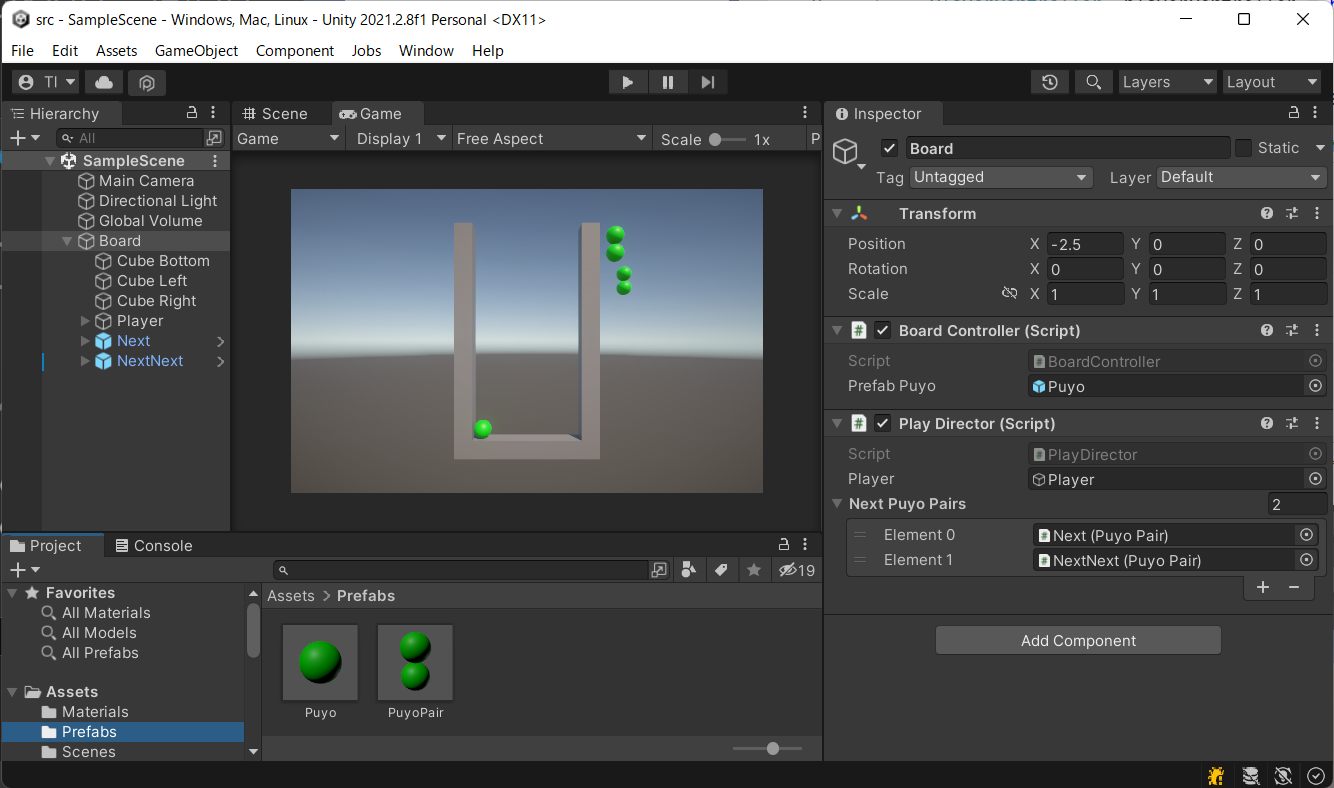 src - SampleScene - Windows, Mac, Linux - Unity 2021.2.8f1 Personal <DX11>
File Edit Assets GameObject Component Jobs Window Help
TI
Layers Layout
Hierarchy
All
SampleScene
Main Camera
Directional Light
Global Volume
Board
Cube Bottom
Cube Left
Cube Right
Player
Next
NextNext
Scene Game
Game Display 1 Free Aspect Scale 1x P
Inspector
Board Static
Tag Untagged Layer Default
Transform
Position X -2.5 Y 0 Z 0
Rotation X 0 Y 0 Z 0
Scale X 1 Y 1 Z 1
# Board Controller (Script)
Script # BoardController
Prefab Puyo Puyo
# Play Director (Script)
Script # PlayDirector
Player Player
Next Puyo Pairs 2
Element 0 # Next (Puyo Pair)
Element 1 # NextNext (Puyo Pair)
+ −
Add Component
Project Console
19
Favorites
All Materials
All Models
All Prefabs
Assets
Materials
Prefabs
Scenes
Assets > Prefabs
Puyo PuyoPair